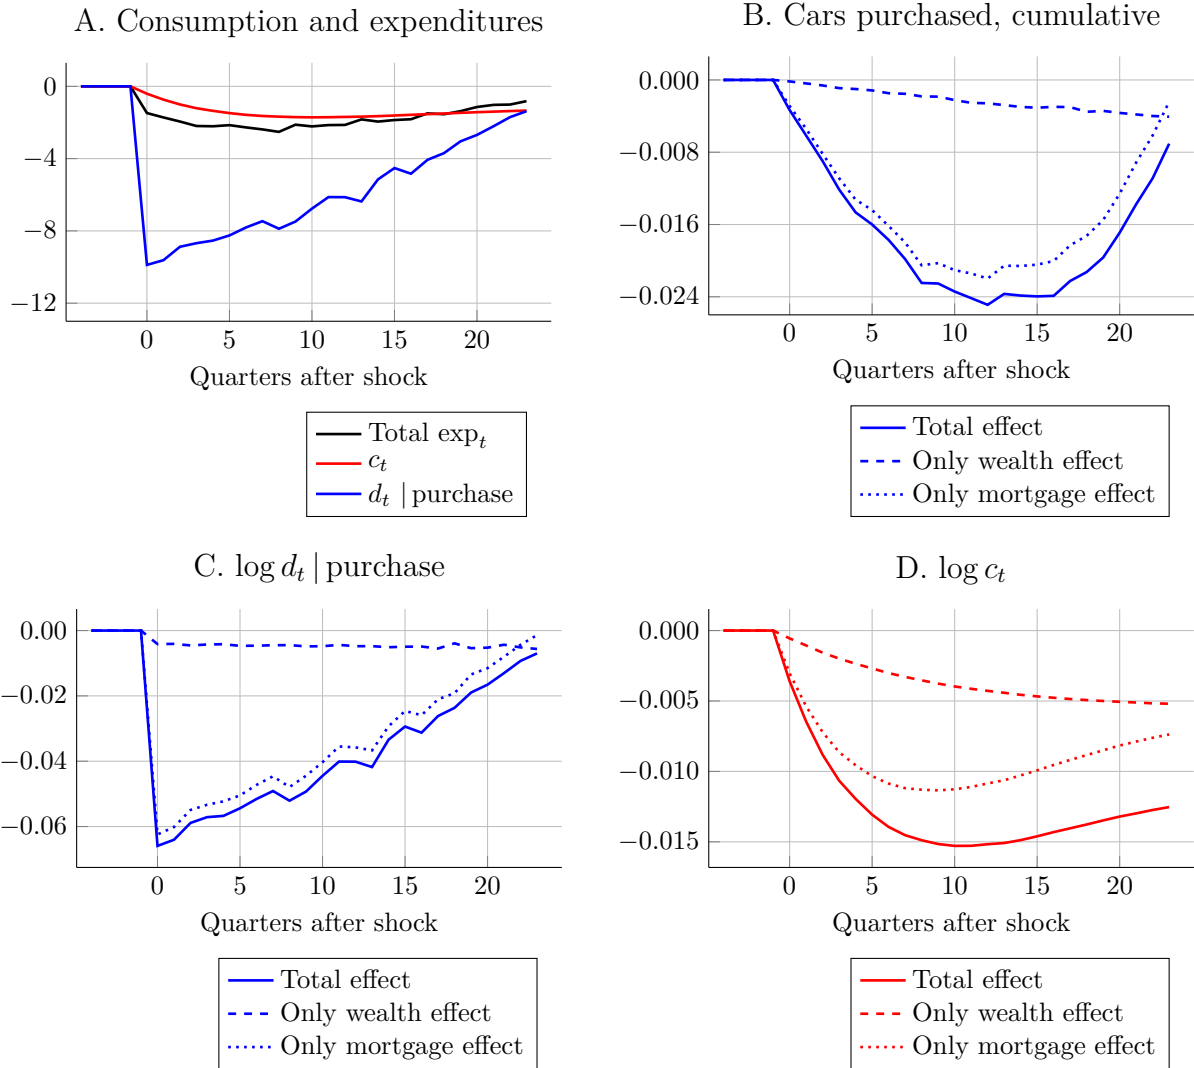 A. Consumption and expenditures
0
−4
−8
−12
0 5 10 15 20
Quarters after shock
Total expₜ
cₜ
dₜ | purchase
B. Cars purchased, cumulative
0.000
−0.008
−0.016
−0.024
0 5 10 15 20
Quarters after shock
Total effect
Only wealth effect
Only mortgage effect
C. log dₜ | purchase
0.00
−0.02
−0.04
−0.06
0 5 10 15 20
Quarters after shock
Total effect
Only wealth effect
Only mortgage effect
D. log cₜ
0.000
−0.005
−0.010
−0.015
0 5 10 15 20
Quarters after shock
Total effect
Only wealth effect
Only mortgage effect